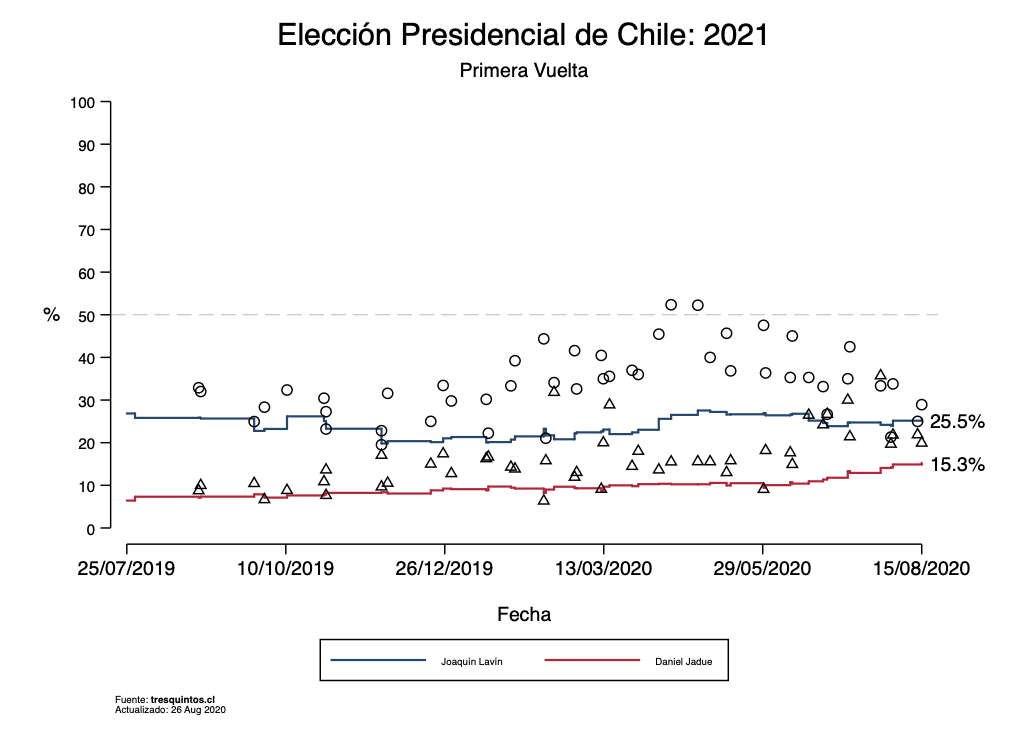 Elección Presidencial de Chile: 2021
Primera Vuelta
100
90
80
70
60
% 50
40
30
20
10
0
25.5%
15.3%
25/07/2019 10/10/2019 26/12/2019 13/03/2020 29/05/2020 15/08/2020
Fecha
Joaquín Lavín Daniel Jadue
Fuente: tresquintos.cl
Actualizado: 26 Aug 2020